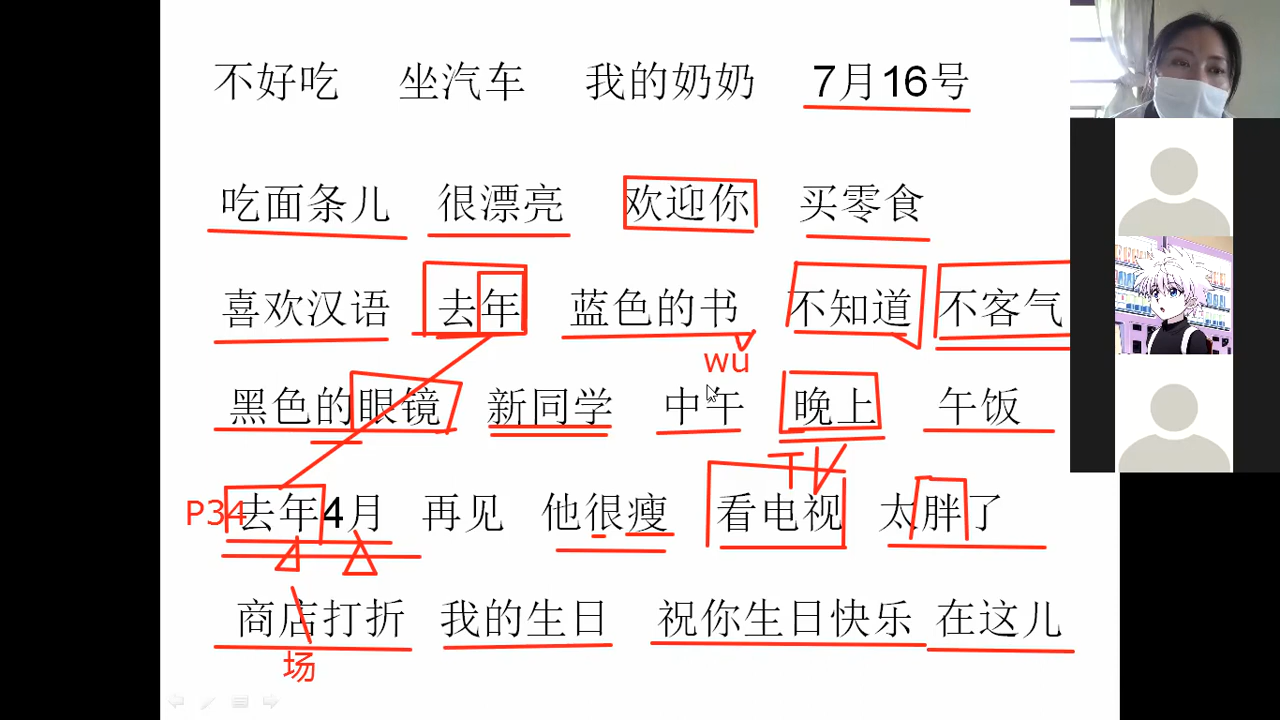 不好吃 坐汽车 我的奶奶 7月16号
吃面条儿 很漂亮 欢迎你 买零食
喜欢汉语 去年 蓝色的书 不知道 不客气
wǔ
黑色的眼镜 新同学 中午 晚上 午饭
TV
P34 去年4月 再见 他很瘦 看电视 太胖了
商店打折 我的生日 祝你生日快乐 在这儿
场